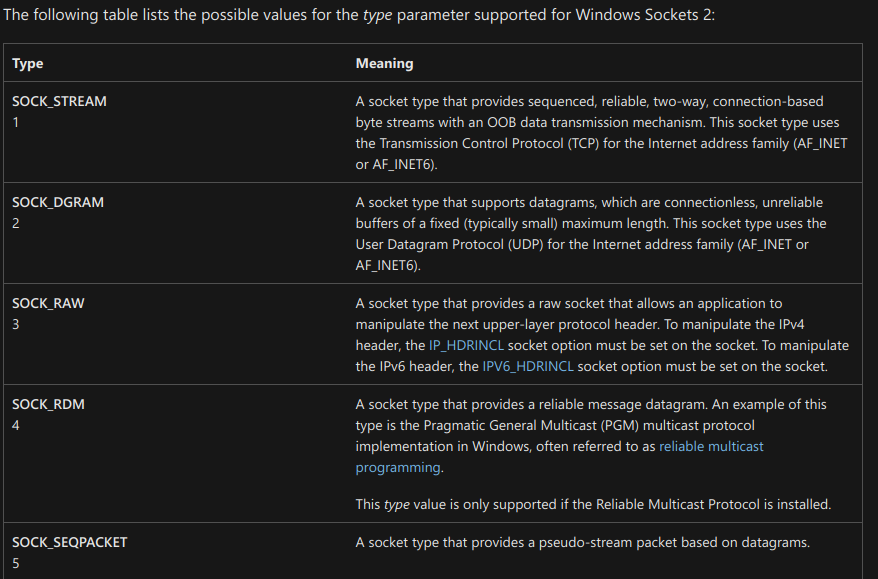 The following table lists the possible values for the type parameter supported for Windows Sockets 2:
Type Meaning
SOCK_STREAM
1
A socket type that provides sequenced, reliable, two-way, connection-based
byte streams with an OOB data transmission mechanism. This socket type uses
the Transmission Control Protocol (TCP) for the Internet address family (AF_INET
or AF_INET6).
SOCK_DGRAM
2
A socket type that supports datagrams, which are connectionless, unreliable
buffers of a fixed (typically small) maximum length. This socket type uses the
User Datagram Protocol (UDP) for the Internet address family (AF_INET or
AF_INET6).
SOCK_RAW
3
A socket type that provides a raw socket that allows an application to
manipulate the next upper-layer protocol header. To manipulate the IPv4
header, the IP_HDRINCL socket option must be set on the socket. To manipulate
the IPv6 header, the IPV6_HDRINCL socket option must be set on the socket.
SOCK_RDM
4
A socket type that provides a reliable message datagram. An example of this
type is the Pragmatic General Multicast (PGM) multicast protocol
implementation in Windows, often referred to as reliable multicast
programming.
This type value is only supported if the Reliable Multicast Protocol is installed.
SOCK_SEQPACKET
5
A socket type that provides a pseudo-stream packet based on datagrams.